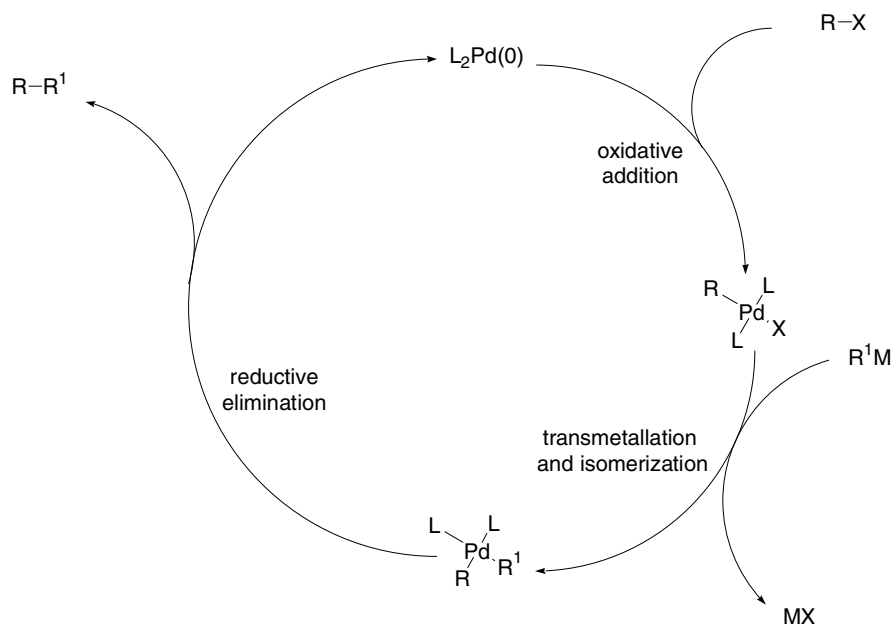 L₂Pd(0)
R–X
R–R¹
oxidative
addition
R
L
Pd
L
X
R¹M
reductive
elimination
transmetallation
and isomerization
L
L
Pd
R
R¹
MX